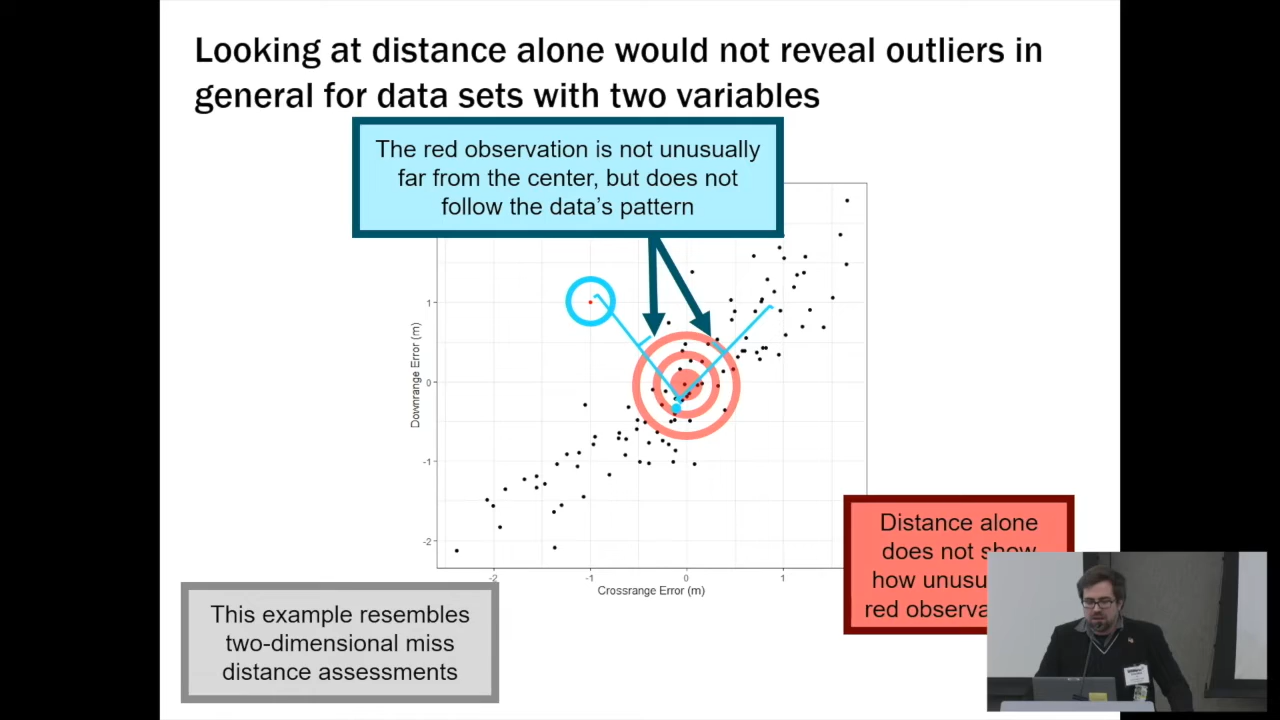 Looking at distance alone would not reveal outliers in
general for data sets with two variables
The red observation is not unusually
far from the center, but does not
follow the data's pattern
1
0
-1
-2
Downrange Error (m)
-2
-1
0
1
Crossrange Error (m)
Distance alone
does not show
how
red
This example resembles
two-dimensional miss
distance assessments